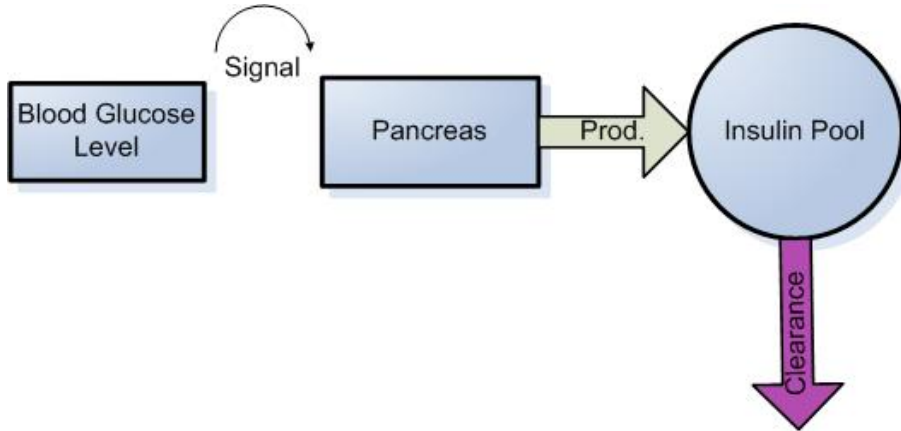 Signal
Blood Glucose
Level
Pancreas
Prod.
Insulin Pool
Clearance